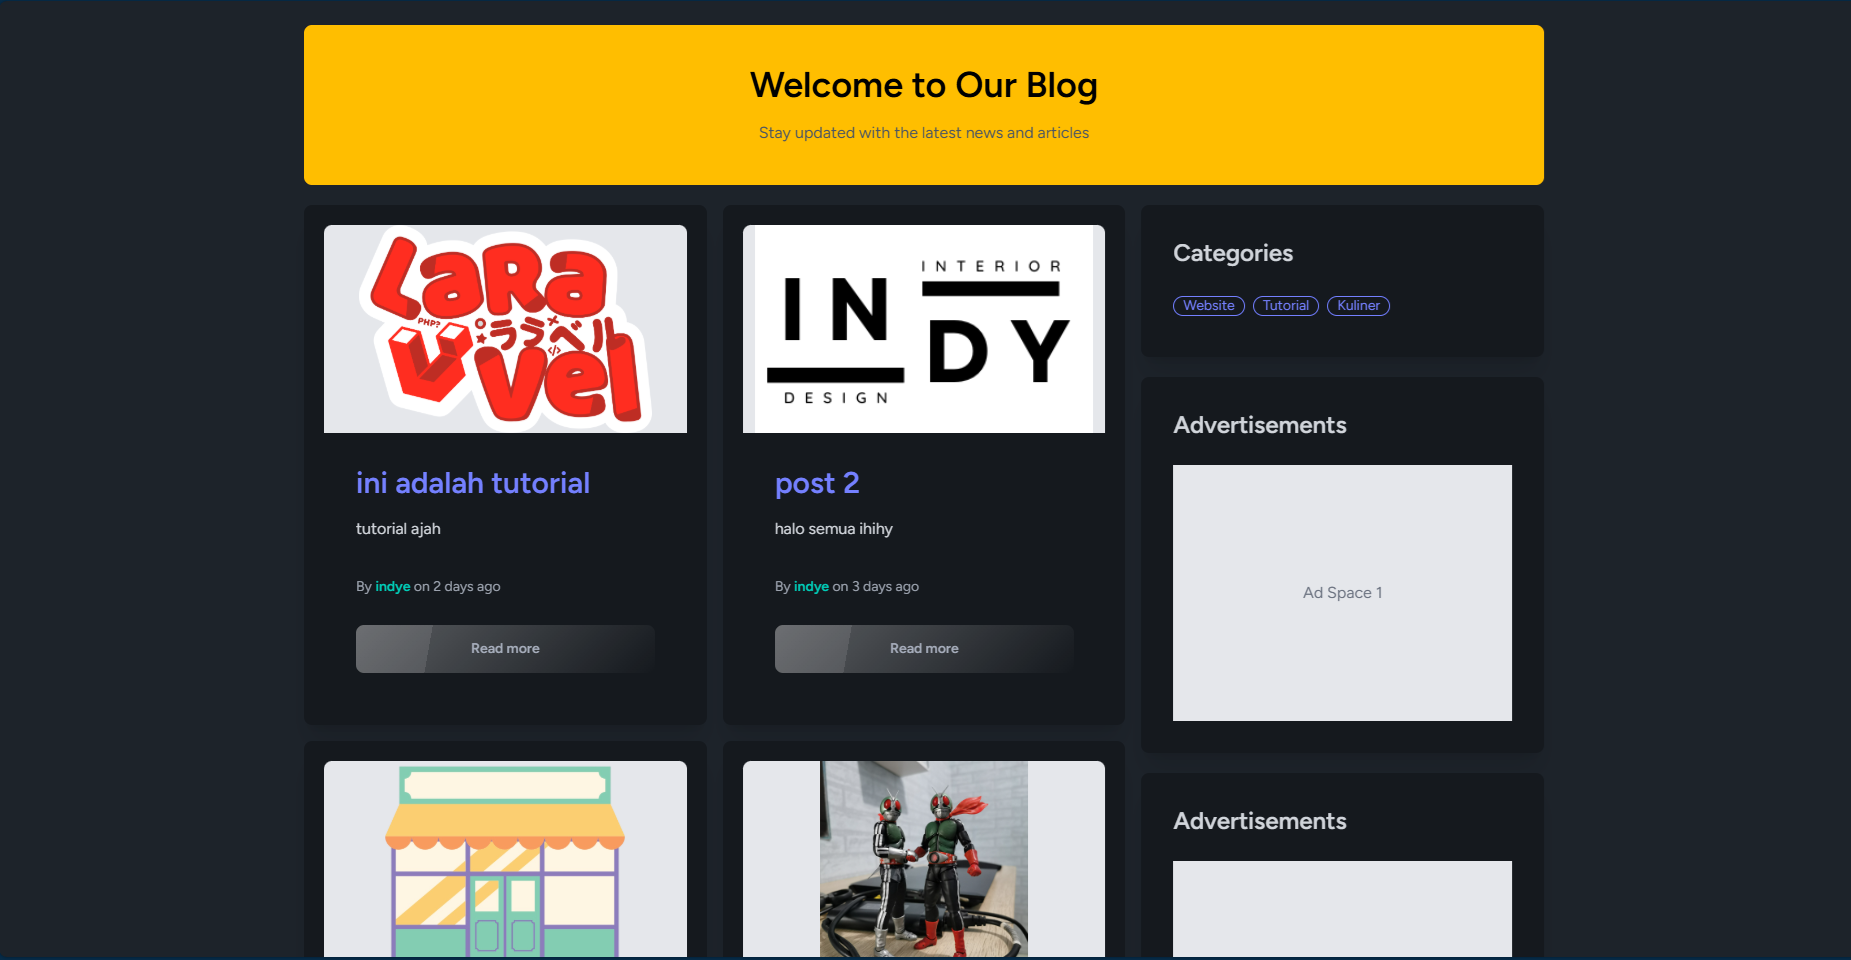 Welcome to Our Blog
Stay updated with the latest news and articles
LaRa
PHP?
ララベル
</>
Vel
ini adalah tutorial
tutorial ajah
By indye on 2 days ago
Read more
INTERIOR
IN
DY
DESIGN
post 2
halo semua ihihy
By indye on 3 days ago
Read more
Categories
Website Tutorial Kuliner
Advertisements
Ad Space 1
Advertisements